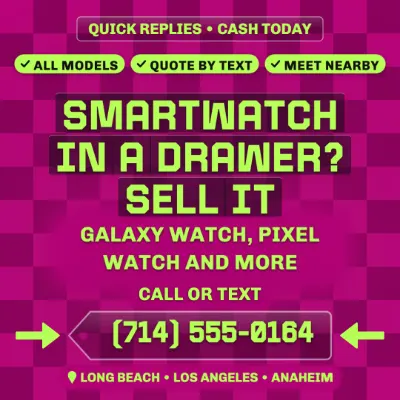 QUICK REPLIES • CASH TODAY
✓ ALL MODELS ✓ QUOTE BY TEXT ✓ MEET NEARBY
SMARTWATCH
IN A DRAWER?
SELL IT
GALAXY WATCH, PIXEL
WATCH AND MORE
CALL OR TEXT
(714) 555-0164
LONG BEACH • LOS ANGELES • ANAHEIM